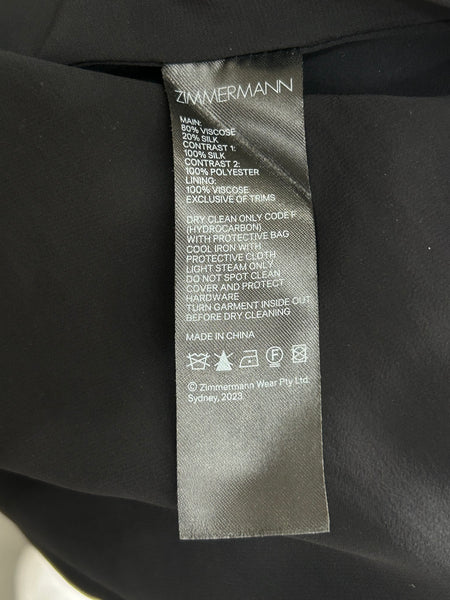 ZIMMERMANN
MAIN:
80% VISCOSE
20% SILK
CONTRAST 1:
100% SILK
CONTRAST 2:
100% POLYESTER
LINING:
100% VISCOSE
EXCLUSIVE OF TRIMS
DRY CLEAN ONLY CODE F
(HYDROCARBON)
WITH PROTECTIVE BAG
COOL IRON WITH
PROTECTIVE CLOTH
LIGHT STEAM ONLY
DO NOT SPOT CLEAN
COVER AND PROTECT
HARDWARE
TURN GARMENT INSIDE OUT
BEFORE DRY CLEANING
MADE IN CHINA
F
© Zimmermann Wear Pty Ltd.
Sydney, 2023